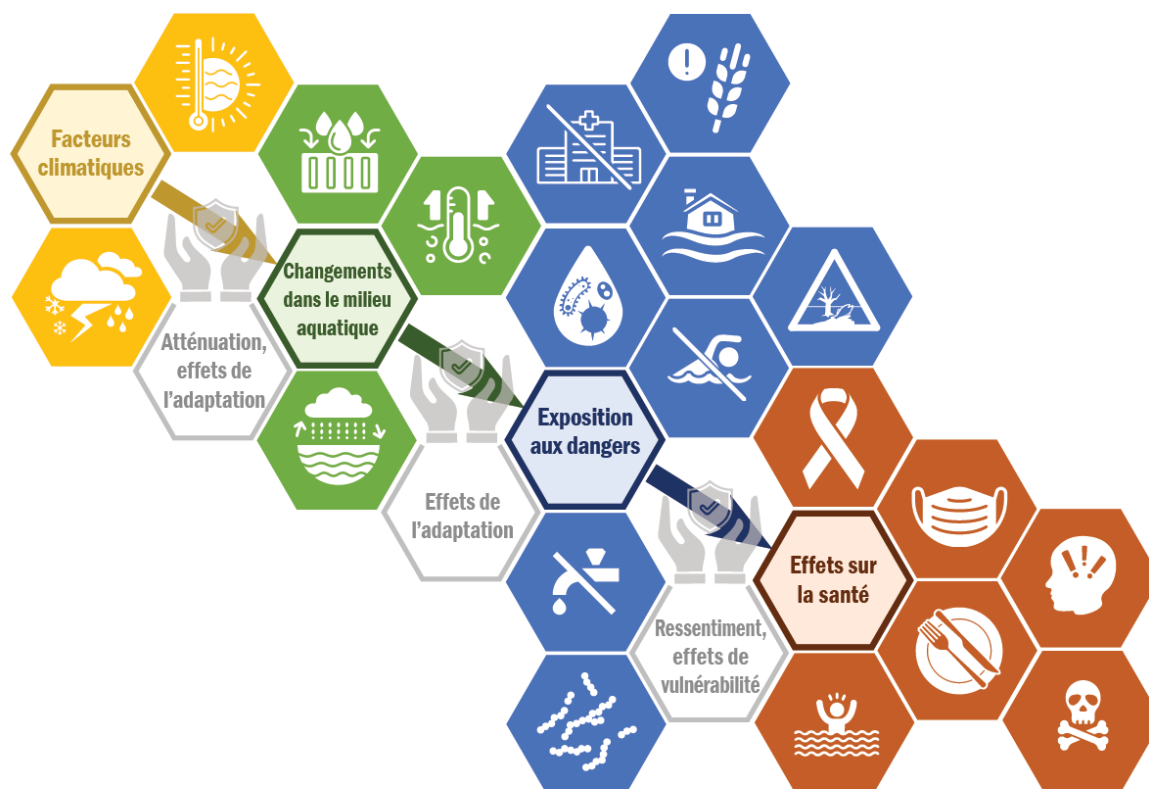 Facteurs
climatiques
Atténuation,
effets de
l'adaptation
Changements
dans le milieu
aquatique
Effets de
l'adaptation
Exposition
aux dangers
Ressentiment,
effets de
vulnérabilité
Effets sur
la santé